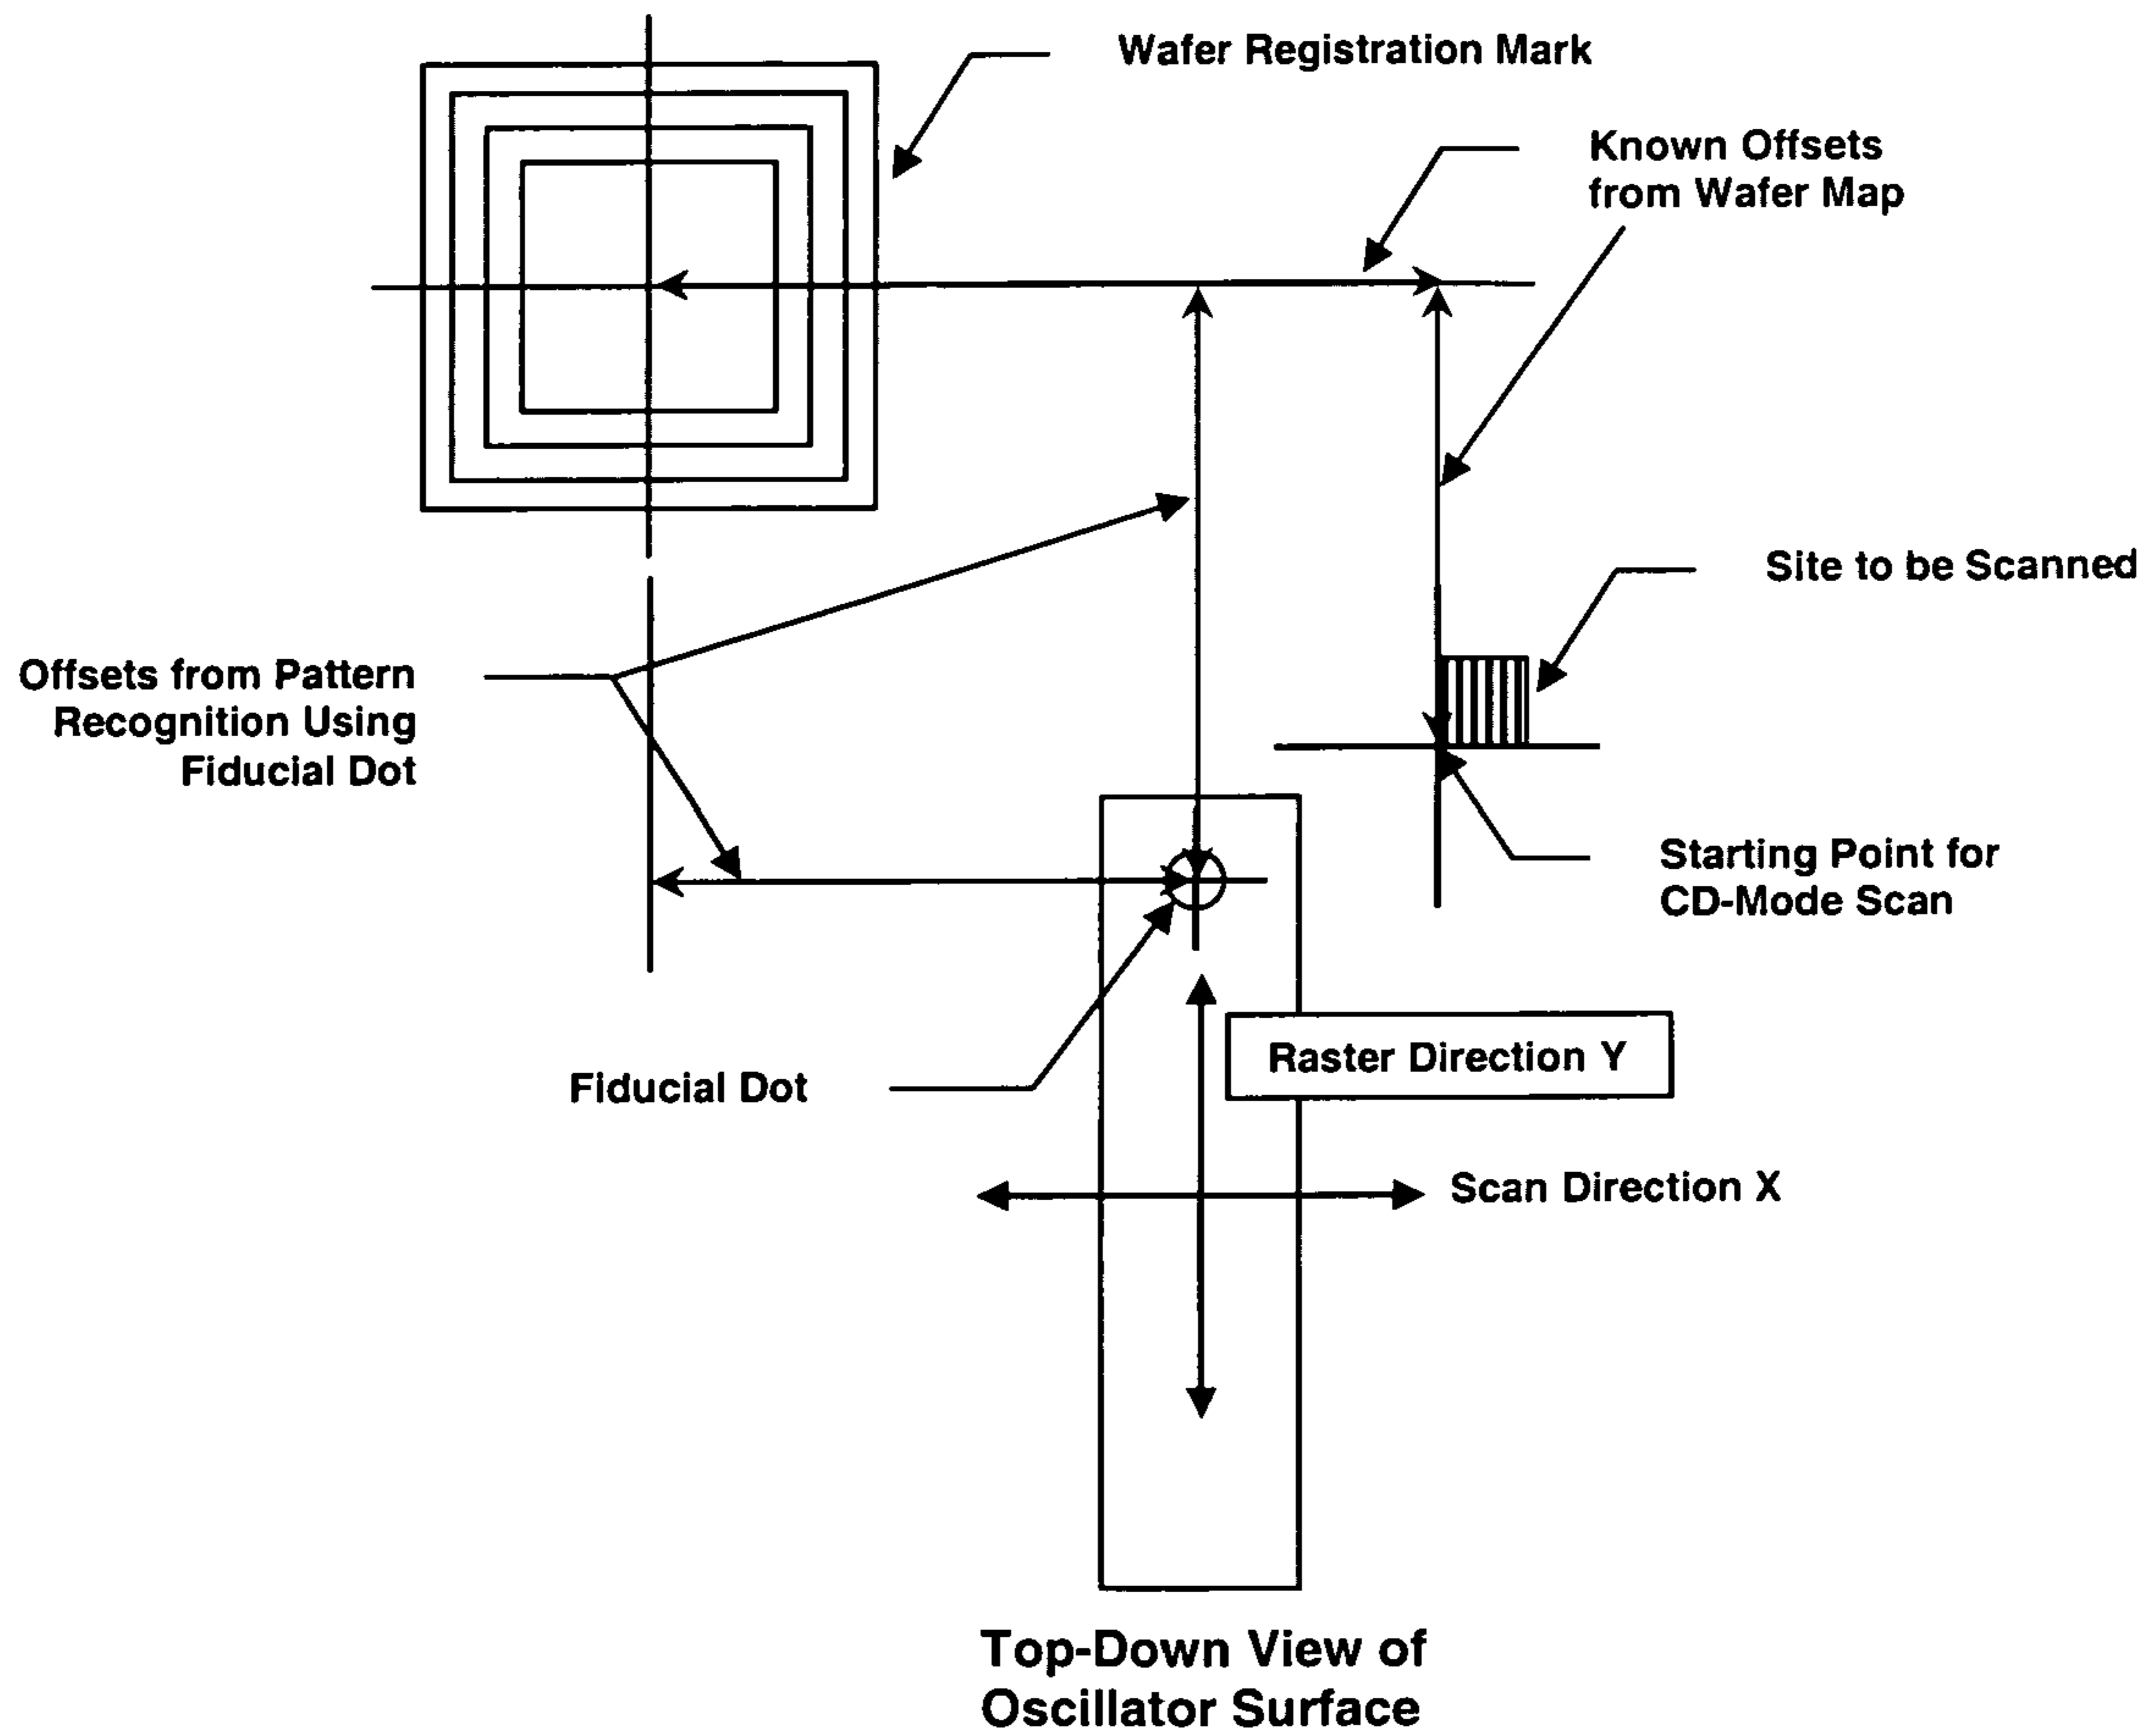 Wafer Registration Mark
Known Offsets
from Wafer Map
Site to be Scanned
Offsets from Pattern
Recognition Using
Fiducial Dot
Starting Point for
CD-Mode Scan
Raster Direction Y
Fiducial Dot
Scan Direction X
Top-Down View of
Oscillator Surface